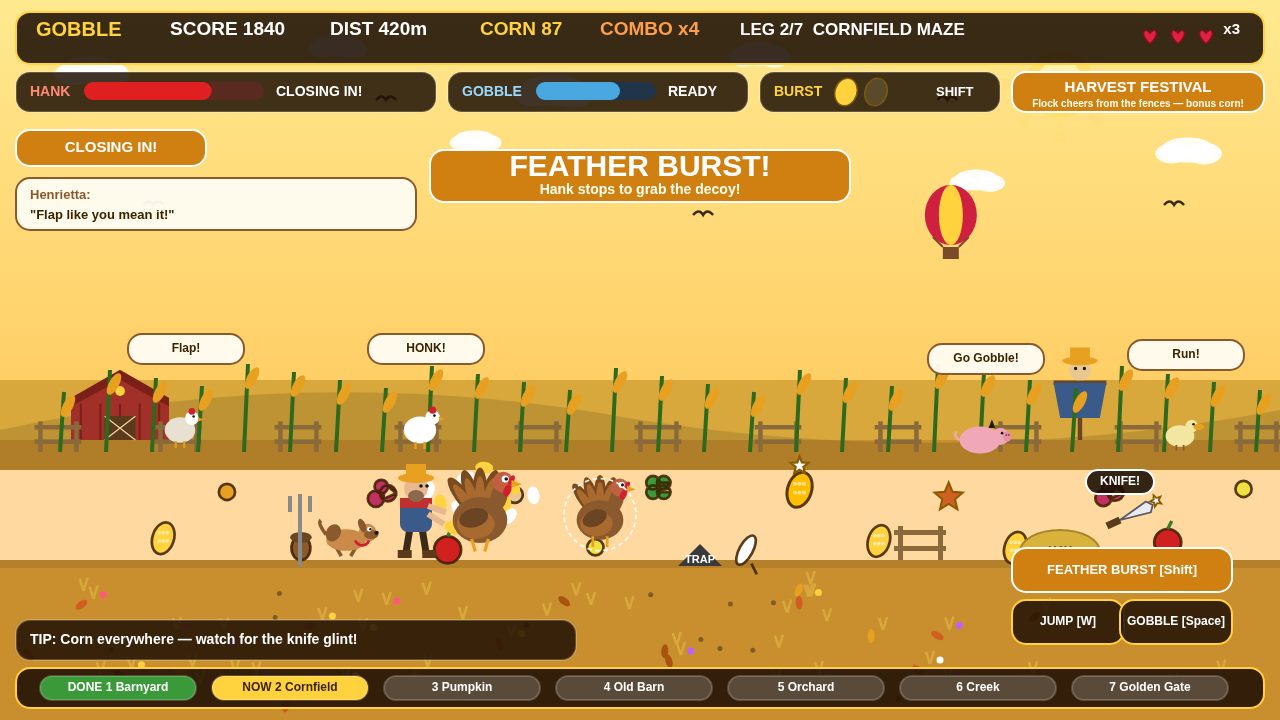 GOBBLE SCORE 1840 DIST 420m CORN 87 COMBO x4 LEG 2/7 CORNFIELD MAZE x3
HANK CLOSING IN! GOBBLE READY BURST SHIFT
HARVEST FESTIVAL
Flock cheers from the fences — bonus corn!
CLOSING IN!
FEATHER BURST!
Hank stops to grab the decoy!
Henrietta:
"Flap like you mean it!"
Flap!
HONK!
Go Gobble!
Run!
KNIFE!
TRAP
FEATHER BURST [Shift]
JUMP [W]
GOBBLE [Space]
TIP: Corn everywhere — watch for the knife glint!
DONE 1 Barnyard
NOW 2 Cornfield
3 Pumpkin
4 Old Barn
5 Orchard
6 Creek
7 Golden Gate